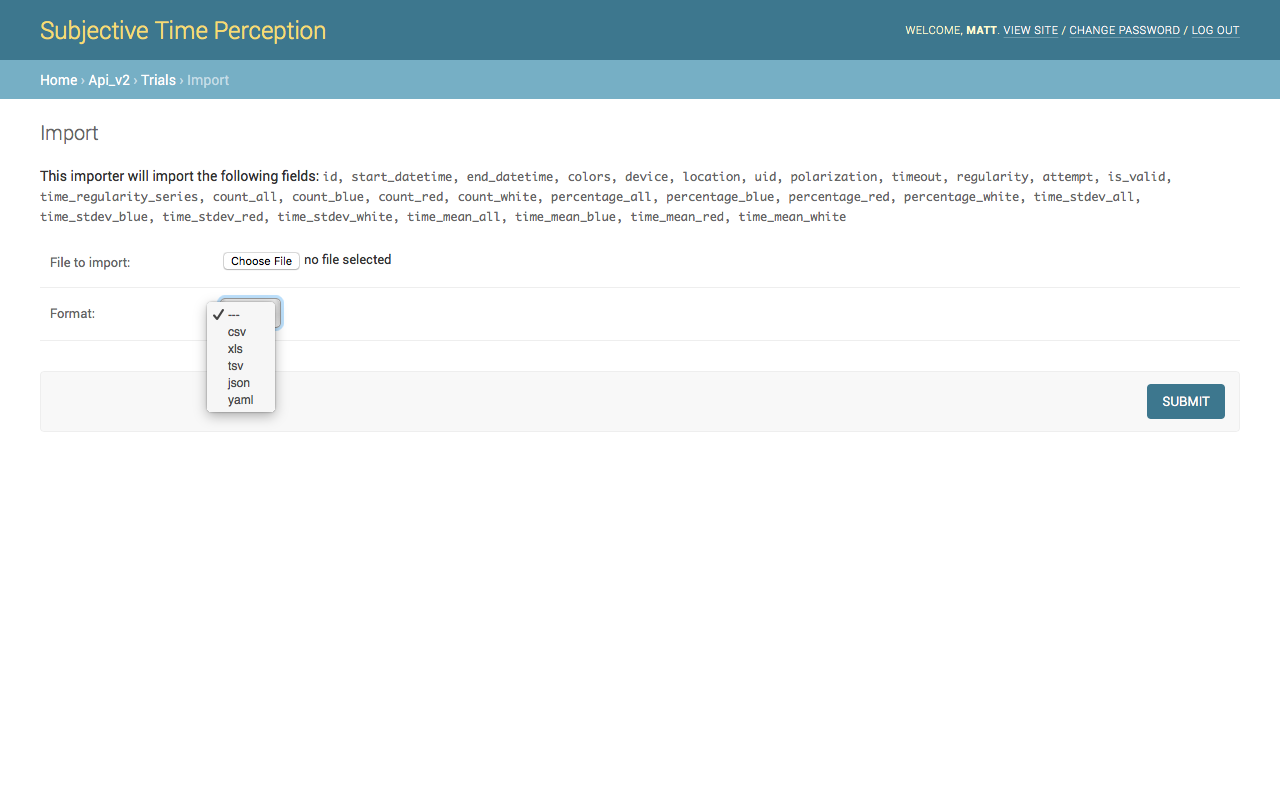 Subjective Time Perception
WELCOME, MATT. VIEW SITE / CHANGE PASSWORD / LOG OUT
Home › Api_v2 › Trials › Import
Import
This importer will import the following fields: id, start_datetime, end_datetime, colors, device, location, uid, polarization, timeout, regularity, attempt, is_valid,
time_regularity_series, count_all, count_blue, count_red, count_white, percentage_all, percentage_blue, percentage_red, percentage_white, time_stdev_all,
time_stdev_blue, time_stdev_red, time_stdev_white, time_mean_all, time_mean_blue, time_mean_red, time_mean_white
File to import: Choose File no file selected
Format:
✓ ---
csv
xls
tsv
json
yaml
SUBMIT